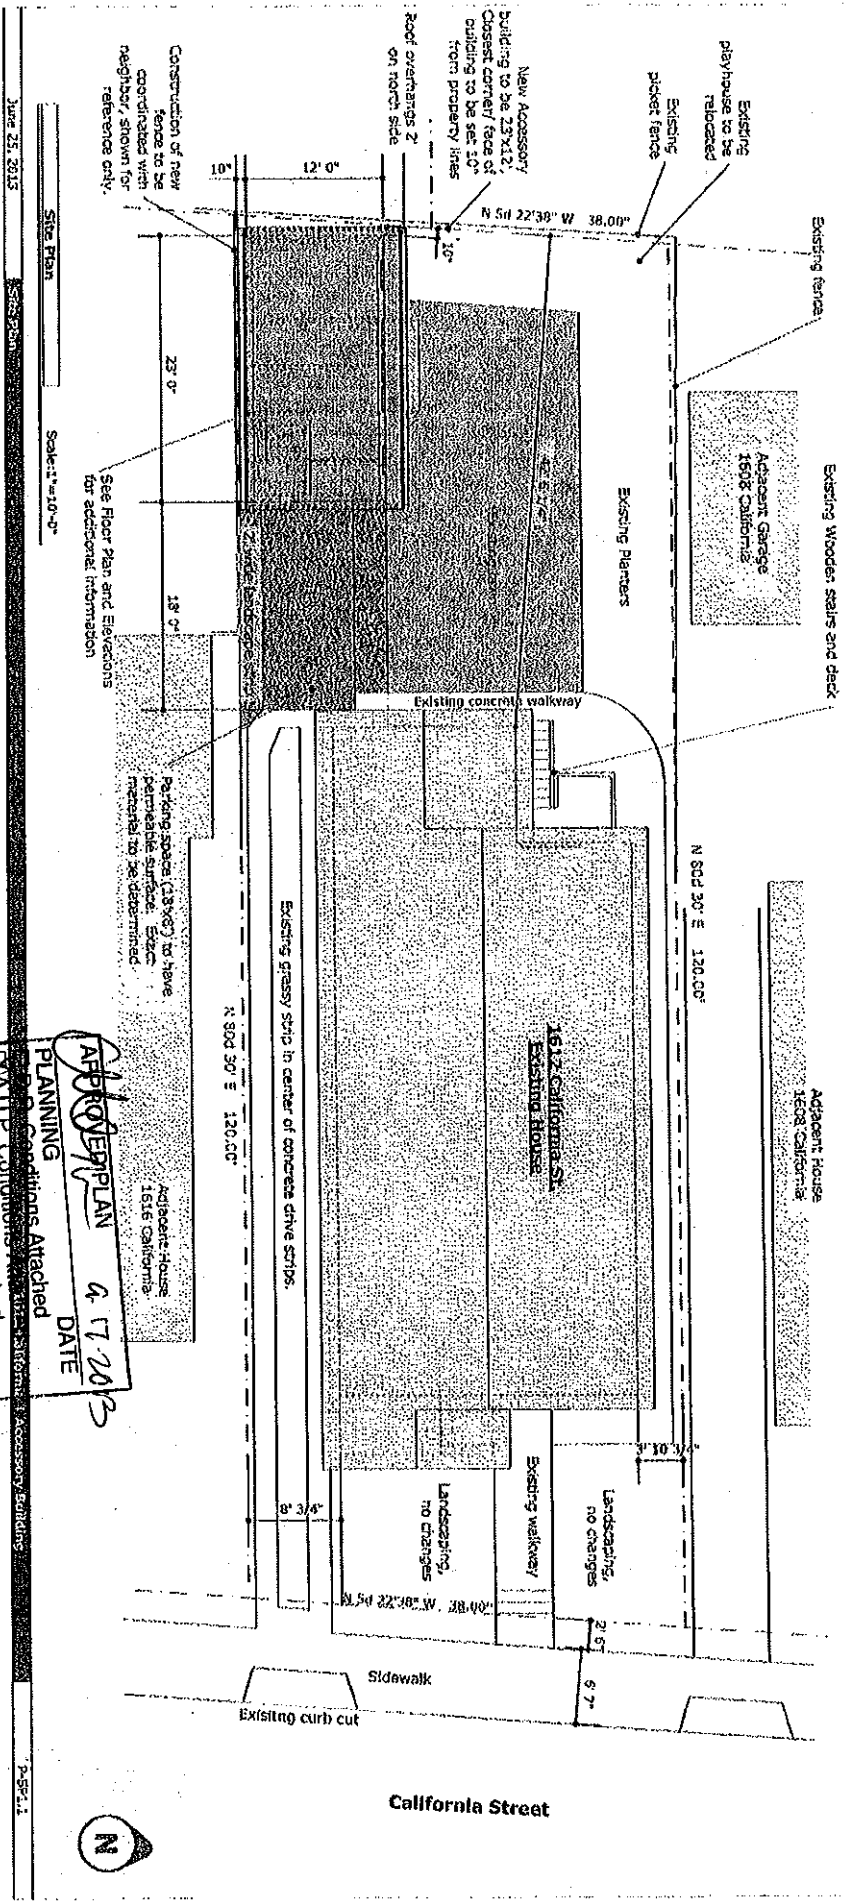 Existing fence
Existing Wooden stairs and deck
Existing
playhouse to be
relocated
Existing
picket fence
New Accessory
building to be 23'x12',
Closest corner/ face of
building to be set 10"
from property lines
Roof overhangs 2'
on north side
Construction of new
fence to be
coordinated with
neighbor, shown for
reference only.
Adjacent Garage
1608 California
Adjacent House
1608 California
N 5d 22'38" W 38.00"
10"
12' 0"
10"
Existing Planters
N 80d 30' E 120.00'
Existing concrete walkway
1612 California St.
Existing House
3' 10 3/4"
Landscaping,
no changes
Existing walkway
Landscaping,
no changes
8' 3/4"
N 5d 22'38" W 38.00"
2' 6"
6' 7"
Sidewalk
Exisitng curb cut
California Street
23' 0"
18' 0"
Existing grassy strip in center of concrete drive strips.
N 80d 30' E 120.00'
See Floor Plan and Elevations
for additional information
Parking space (18'x8') to have
permeable surface. Exact
material to be determined
Adjacent House
1616 California
Site Plan
Scale:1"=10'-0"
APPROVED PLAN
PLANNING
DATE
Conditions Attached
June 25, 2013
Site plan
Accessory Building
P-SP1.1
N